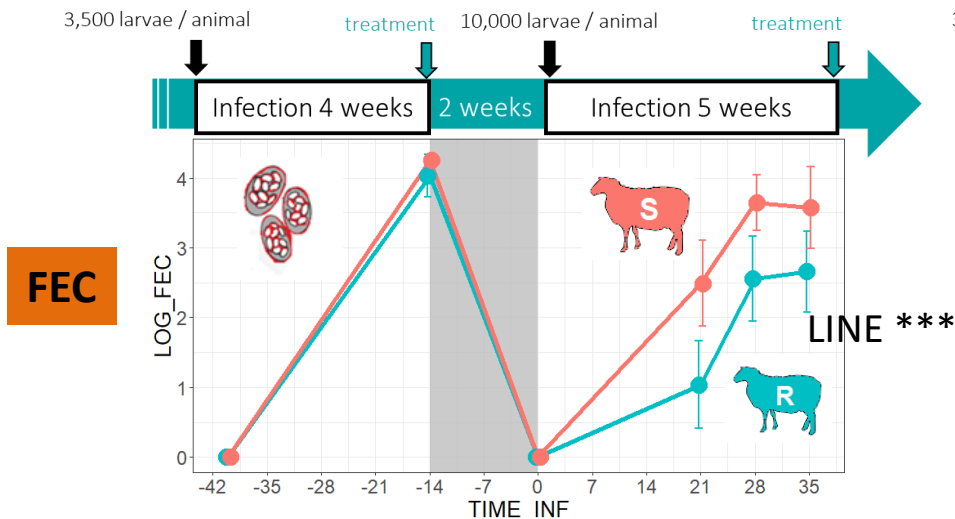 3,500 larvae / animal
treatment
10,000 larvae / animal
treatment
3
Infection 4 weeks
2 weeks
Infection 5 weeks
FEC
LOG_FEC
4
3
2
1
0
S
R
LINE ***
-42 -35 -28 -21 -14 -7 0 7 14 21 28 35
TIME_INF